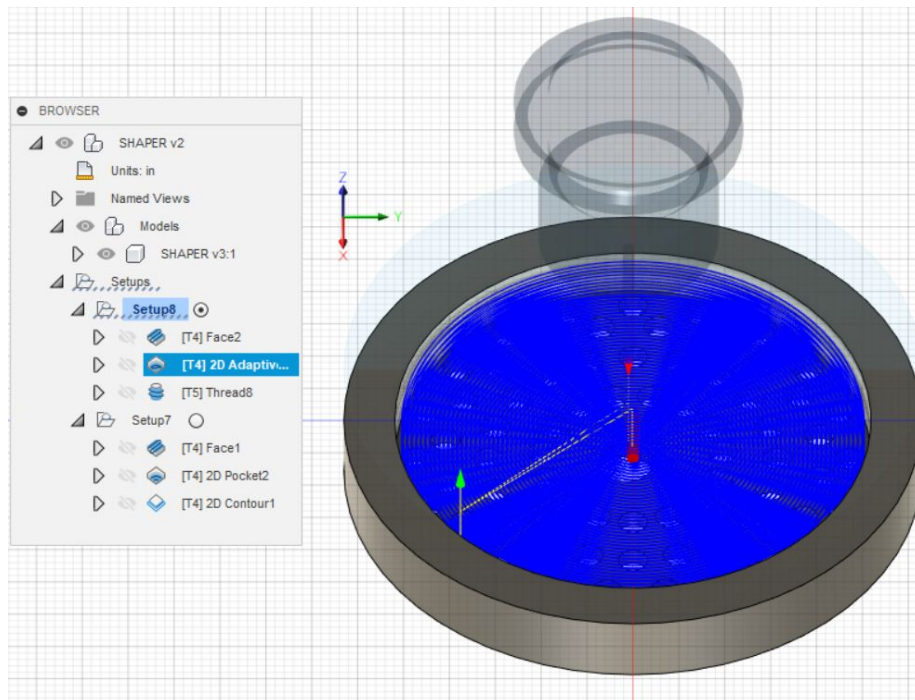 BROWSER
SHAPER v2
Units: in
Named Views
Models
SHAPER v3:1
Setups
Setup8
[T4] Face2
[T4] 2D Adaptiv...
[T5] Thread8
Setup7
[T4] Face1
[T4] 2D Pocket2
[T4] 2D Contour1
Z
Y
X